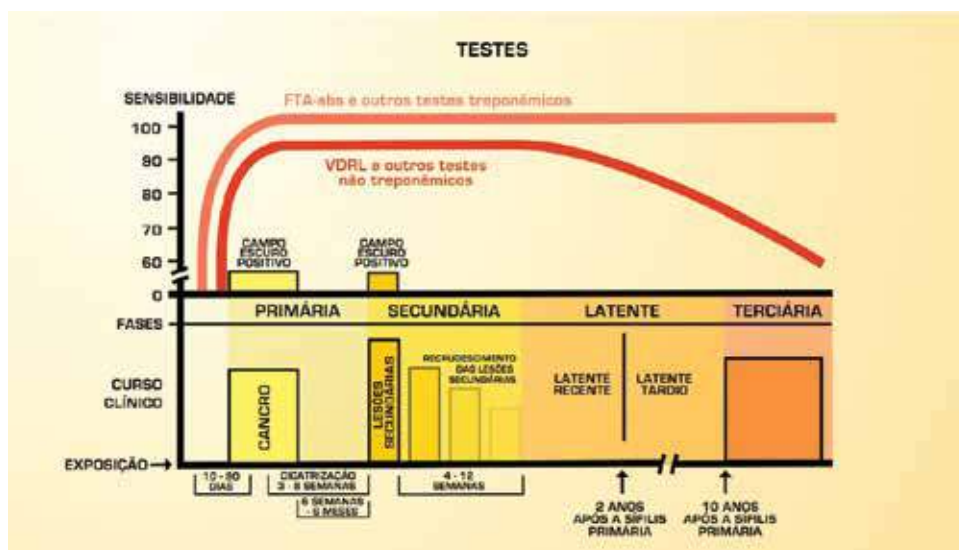 TESTES
SENSIBILIDADE
FTA-abs e outros testes treponêmicos
100
90
80
70
60
0
VDRL e outros testes
não treponêmicos
CAMPO
ESCURO
POSITIVO
CAMPO
ESCURO
POSITIVO
FASES
PRIMÁRIA
SECUNDÁRIA
LATENTE
TERCIÁRIA
CURSO
CLÍNICO
CANCRO
LESÕES
SECUNDÁRIAS
RECRUDESCIMENTO
DAS LESÕES
SECUNDÁRIAS
LATENTE
RECENTE
LATENTE
TARDIO
EXPOSIÇÃO
10 - 90
DIAS
CICATRIZAÇÃO
3 - 8 SEMANAS
6 SEMANAS
- 6 MESES
4 - 12
SEMANAS
2 ANOS
APÓS A SÍFILIS
PRIMÁRIA
10 ANOS
APÓS A SÍFILIS
PRIMÁRIA